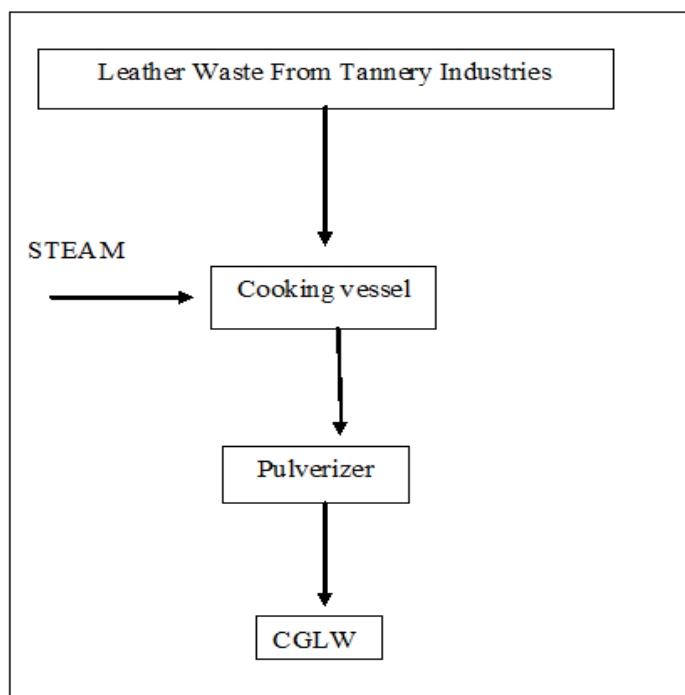 Leather Waste From Tannery Industries
STEAM
Cooking vessel
Pulverizer
CGLW